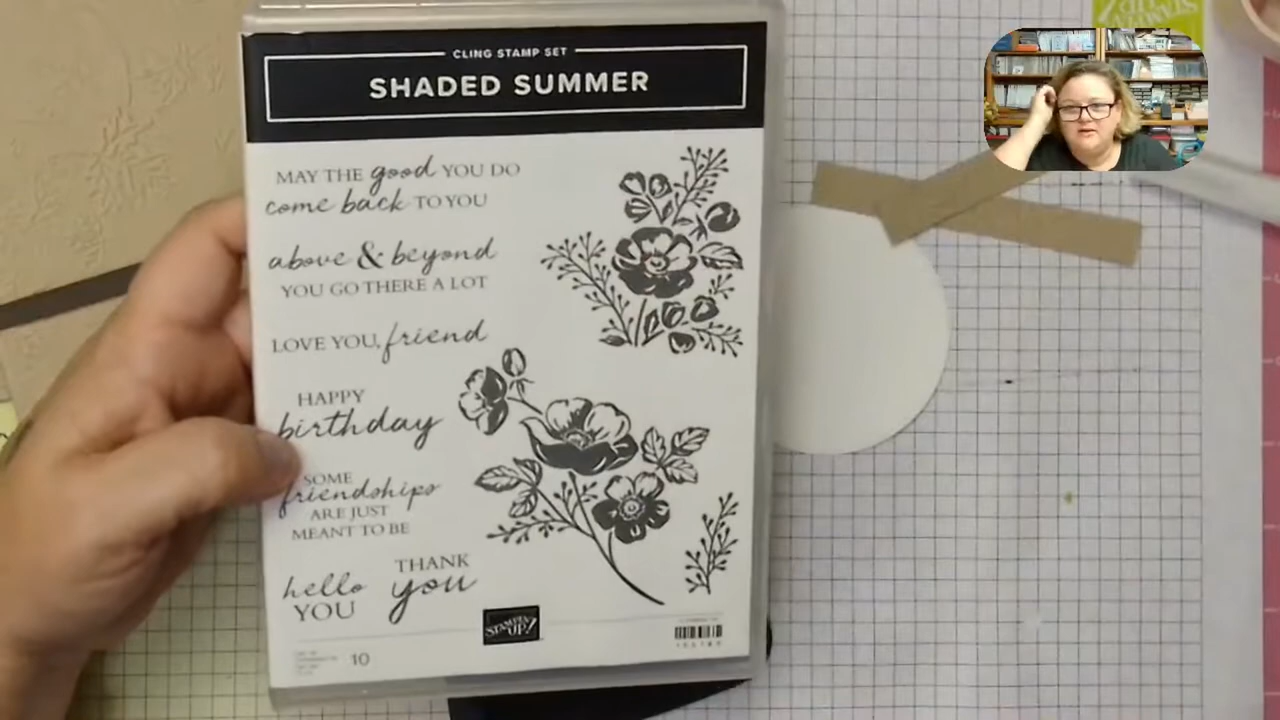 CLING STAMP SET
SHADED SUMMER
MAY THE good YOU DO
come back TO YOU
above & beyond
YOU GO THERE A LOT
LOVE YOU, friend
HAPPY
birthday
SOME
friendships
ARE JUST
MEANT TO BE
hello
YOU
THANK
you
STAMPIN' UP!
10
STAMPIN' UP!